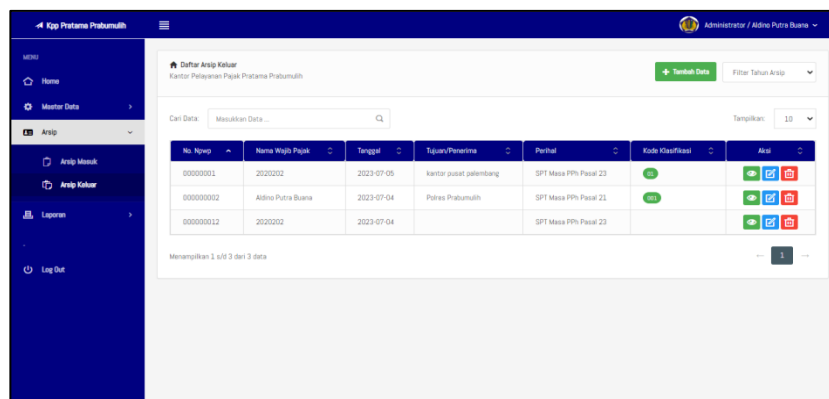 Kpp Pratama Prabumulih
Administrator / Aldino Putra Buana
MENU
Home
Master Data
Arsip
Arsip Masuk
Arsip Keluar
Laporan
.
Log Out
Daftar Arsip Keluar
Kantor Pelayanan Pajak Pratama Prabumulih
+ Tambah Data
Filter Tahun Arsip
Cari Data: Masukkan Data ...
Tampilkan: 10
No. Npwp Nama Wajib Pajak Tanggal Tujuan/Penerima Perihal Kode Klasifikasi Aksi
00000001 2020202 2023-07-05 kantor pusat palembang SPT Masa PPh Pasal 23 01
000000002 Aldino Putra Buana 2023-07-04 Polres Prabumulih SPT Masa PPh Pasal 21 001
000000012 2020202 2023-07-04 SPT Masa PPh Pasal 23
Menampilkan 1 s/d 3 dari 3 data
← 1 →